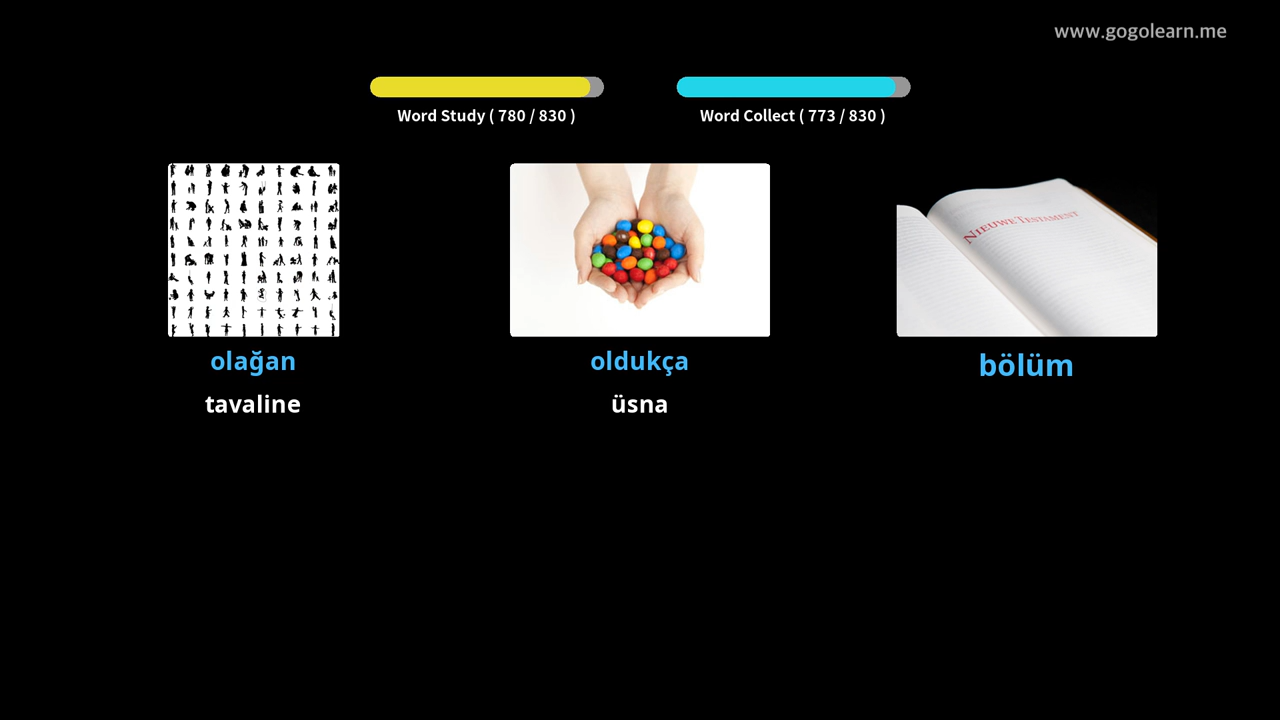 www.gogolearn.me
Word Study ( 780 / 830 )
Word Collect ( 773 / 830 )
NIEUWE TESTAMENT
olağan
oldukça
bölüm
tavaline
üsna